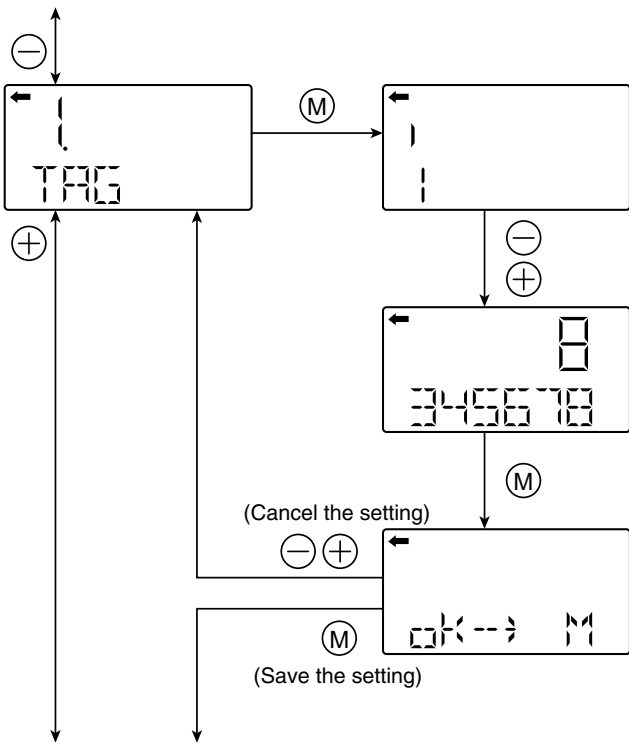 −
←
1.
TAG
M
←
1
1
+
−
+
←
8
345678
M
(Cancel the setting)
− +
←
oK--> M
M
(Save the setting)